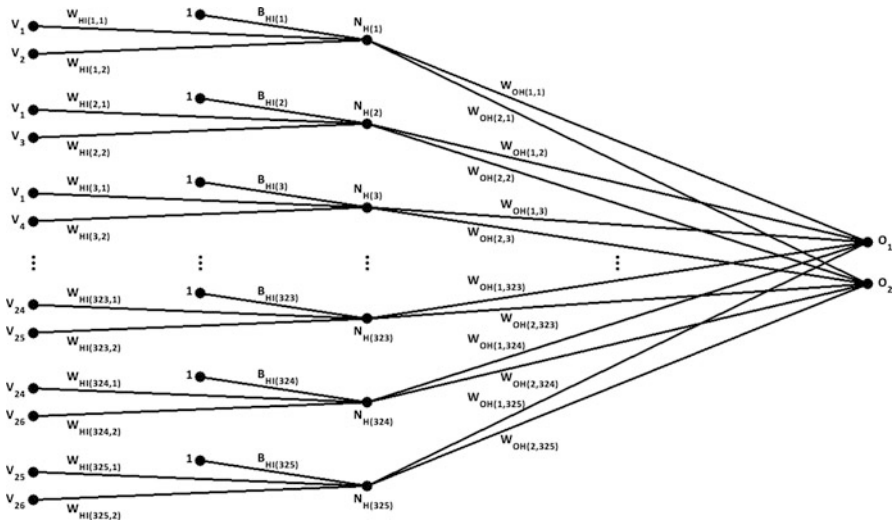 V1 WHI(1,1) 1 BHI(1) NH(1)
V2 WHI(1,2)
WOH(1,1)
WOH(2,1)
V1 WHI(2,1) 1 BHI(2) NH(2)
V3 WHI(2,2)
WOH(1,2)
WOH(2,2)
V1 WHI(3,1) 1 BHI(3) NH(3)
V4 WHI(3,2)
WOH(1,3)
WOH(2,3)
O1
O2
V24 WHI(323,1) 1 BHI(323) NH(323)
V25 WHI(323,2)
WOH(1,323)
WOH(2,323)
WOH(1,324)
V24 WHI(324,1) 1 BHI(324) NH(324)
V26 WHI(324,2)
WOH(2,324)
WOH(1,325)
WOH(2,325)
V25 WHI(325,1) 1 BHI(325) NH(325)
V26 WHI(325,2)